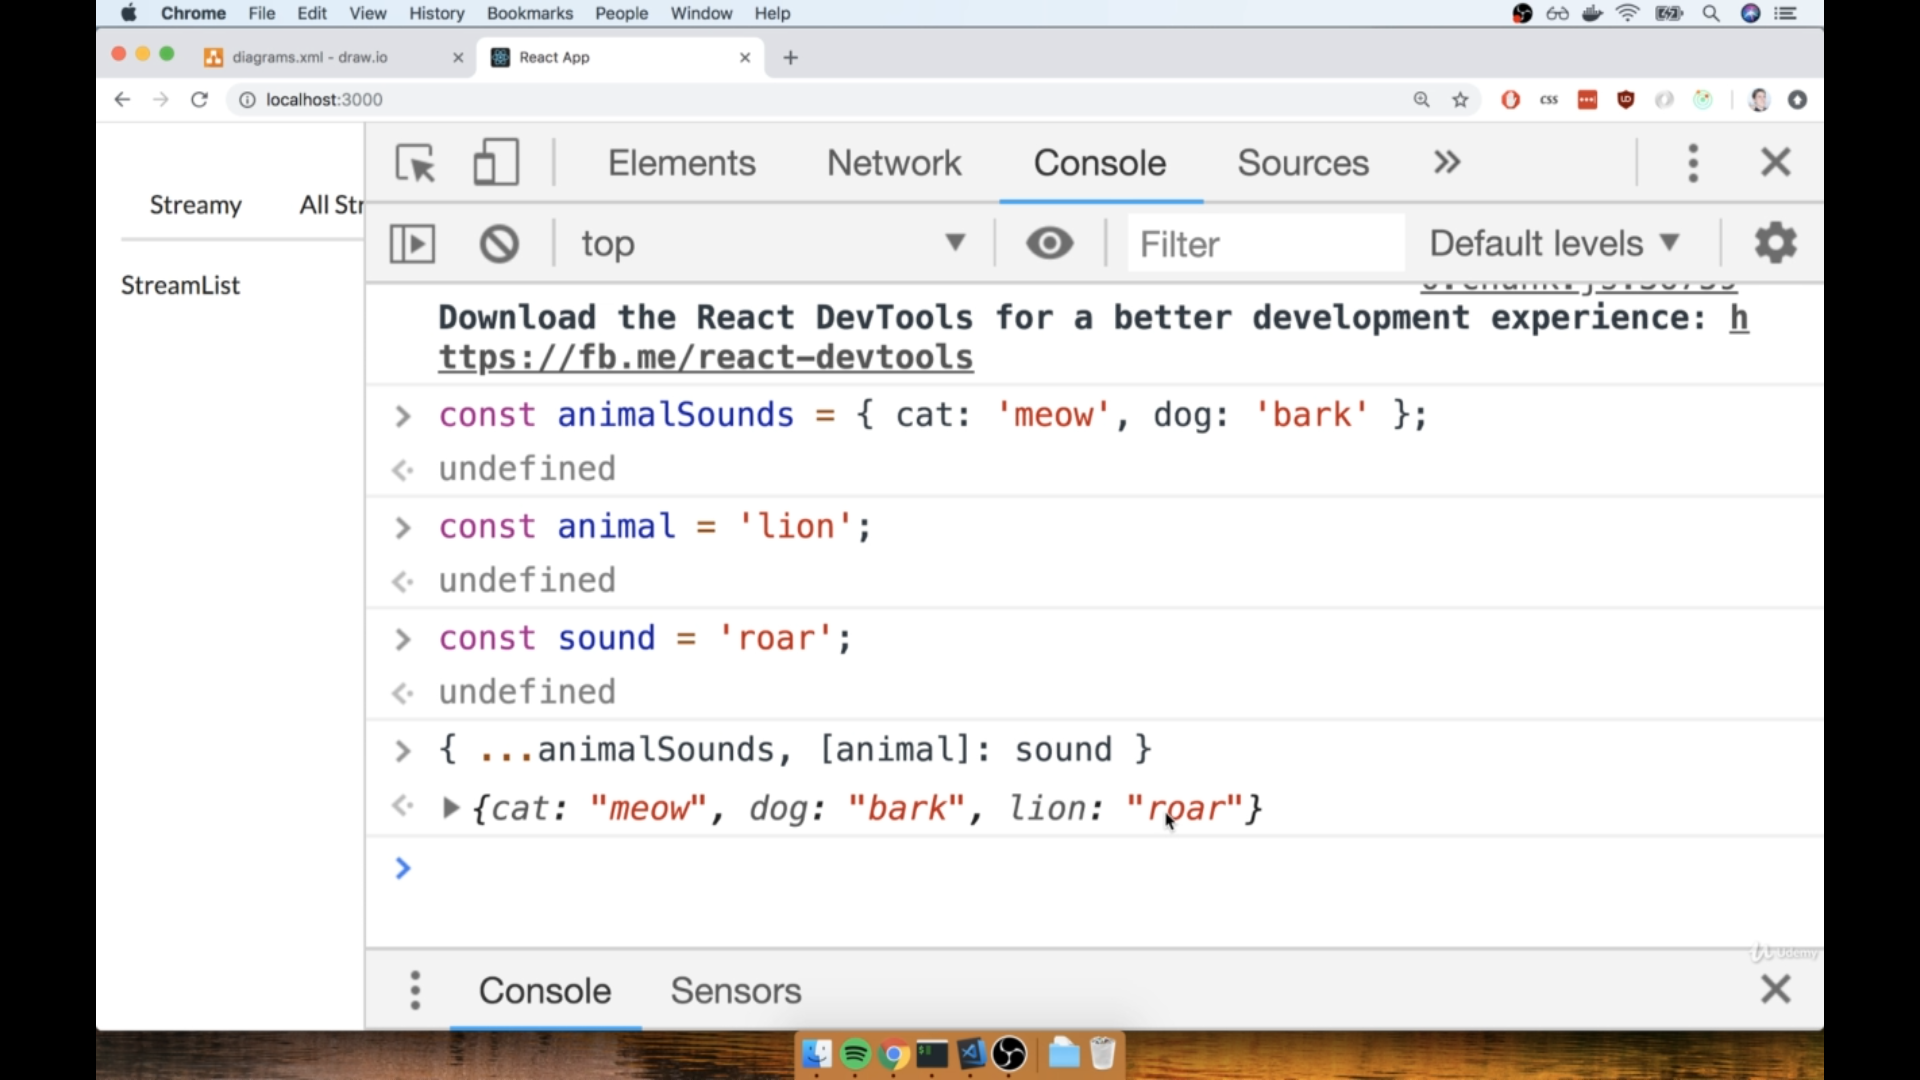 Chrome File Edit View History Bookmarks People Window Help
diagrams.xml - draw.io
React App
localhost:3000
CSS
Streamy All Str
StreamList
Elements Network Console Sources
top Filter Default levels
Download the React DevTools for a better development experience: h
ttps://fb.me/react-devtools
> const animalSounds = { cat: 'meow', dog: 'bark' };
undefined
> const animal = 'lion';
undefined
> const sound = 'roar';
undefined
> { ...animalSounds, [animal]: sound }
{cat: "meow", dog: "bark", lion: "roar"}
>
Console Sensors
Udemy